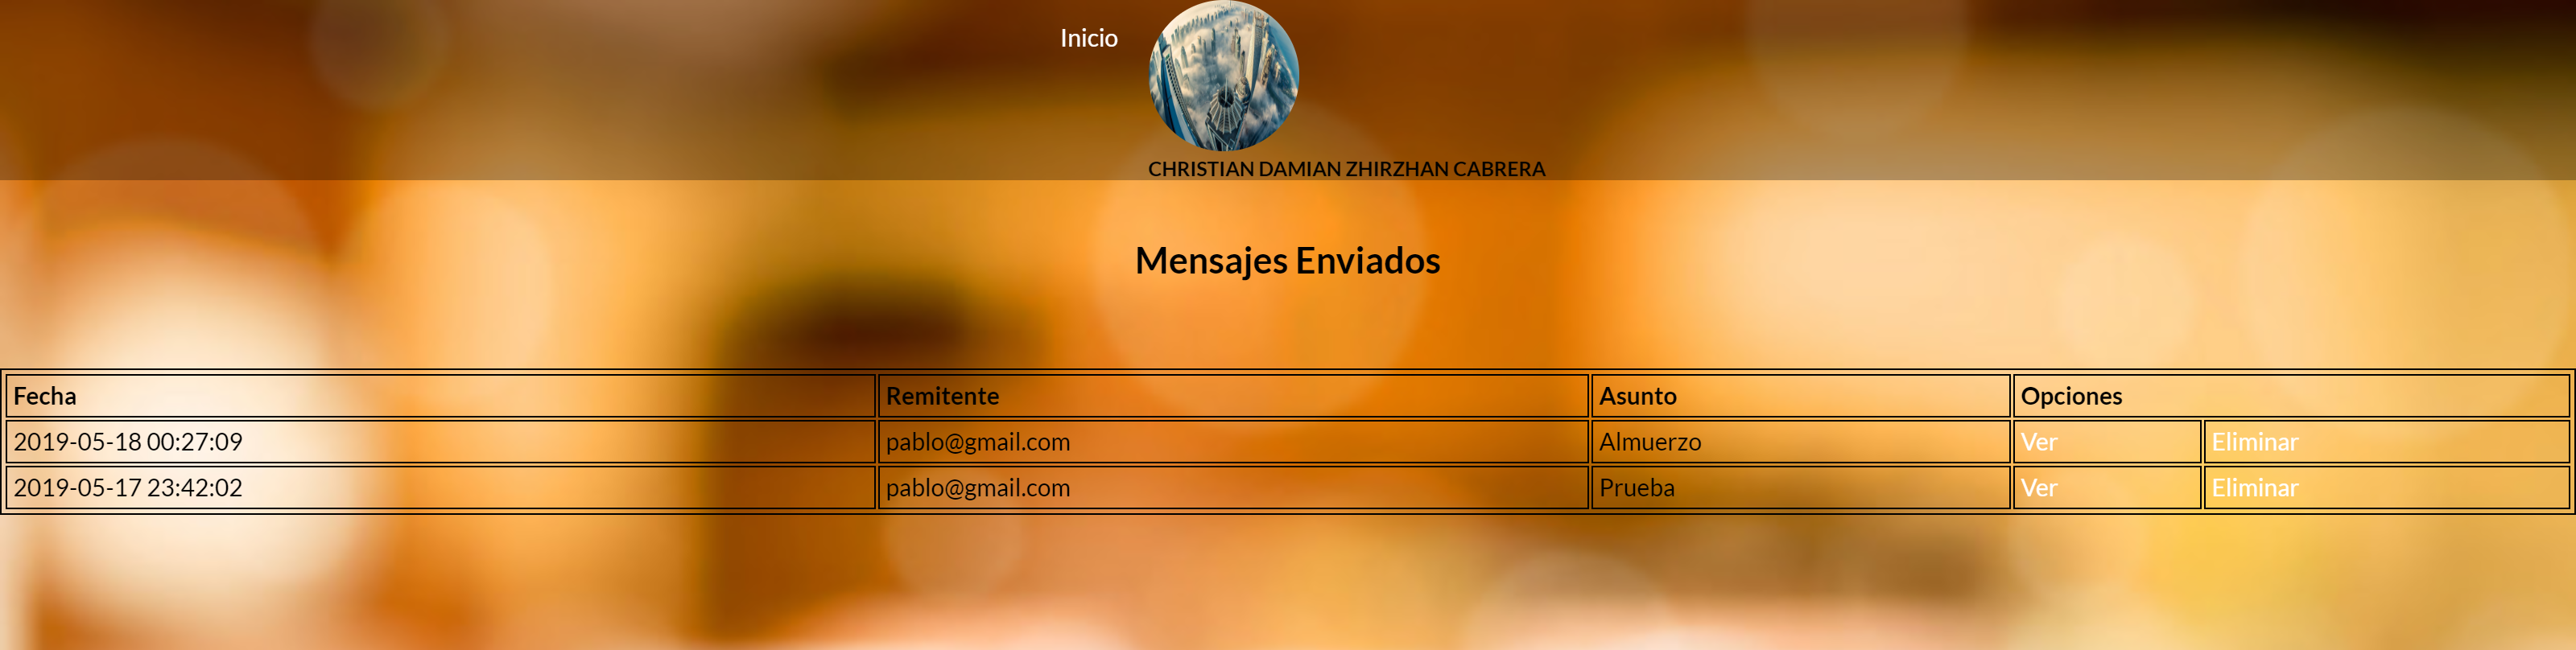 Inicio
CHRISTIAN DAMIAN ZHIRZHAN CABRERA
Mensajes Enviados
Fecha Remitente Asunto Opciones
2019-05-18 00:27:09 pablo@gmail.com Almuerzo Ver Eliminar
2019-05-17 23:42:02 pablo@gmail.com Prueba Ver Eliminar